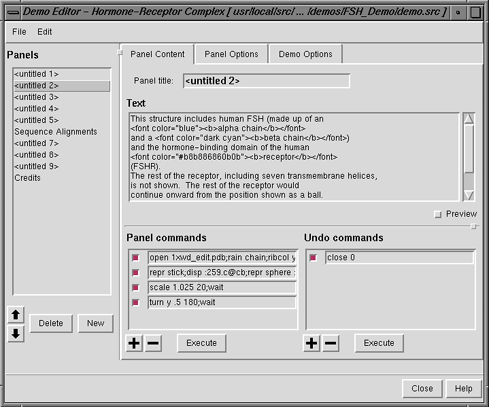 Demo Editor - Hormone-Receptor Complex [ usr/local/src/ ... /demos/FSH_Demo/demo.src ]
File Edit
Panels
<untitled 1>
<untitled 2>
<untitled 3>
<untitled 4>
<untitled 5>
Sequence Alignments
<untitled 7>
<untitled 8>
<untitled 9>
Credits
Delete New
Panel Content Panel Options Demo Options
Panel title: <untitled 2>
Text
This structure includes human FSH (made up of an
<font color="blue"><b>alpha chain</b></font>
and a <font color="dark cyan"><b>beta chain</b></font>)
and the hormone-binding domain of the human
<font color="#b8b886860b0b"><b>receptor</b></font>
(FSHR).
The rest of the receptor, including seven transmembrane helices,
is not shown. The rest of the receptor would
continue onward from the position shown as a ball.
Preview
Panel commands
open 1xwd_edit.pdb;rain chain;ribcol y
repr stick;disp :259.c@cb;repr sphere :
scale 1.025 20;wait
turn y .5 180;wait
Execute
Undo commands
close 0
Execute
Close Help